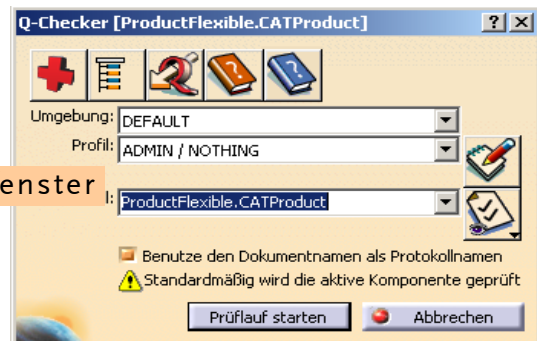 Q-Checker [ProductFlexible.CATProduct]
Umgebung: DEFAULT
Profil: ADMIN / NOTHING
enster
l: ProductFlexible.CATProduct
Benutze den Dokumentnamen als Protokollnamen
Standardmäßig wird die aktive Komponente geprüft
Prüflauf starten Abbrechen